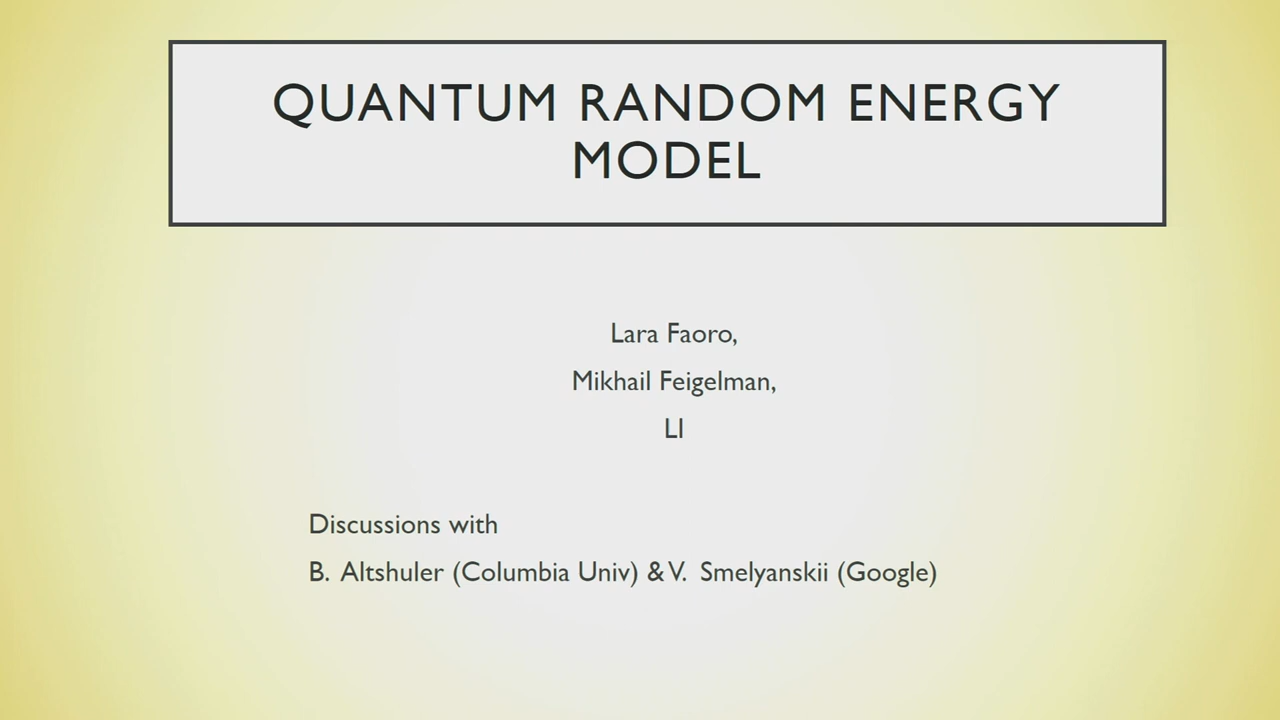 QUANTUM RANDOM ENERGY
MODEL
Lara Faoro,
Mikhail Feigelman,
LI
Discussions with
B. Altshuler (Columbia Univ) & V. Smelyanskii (Google)